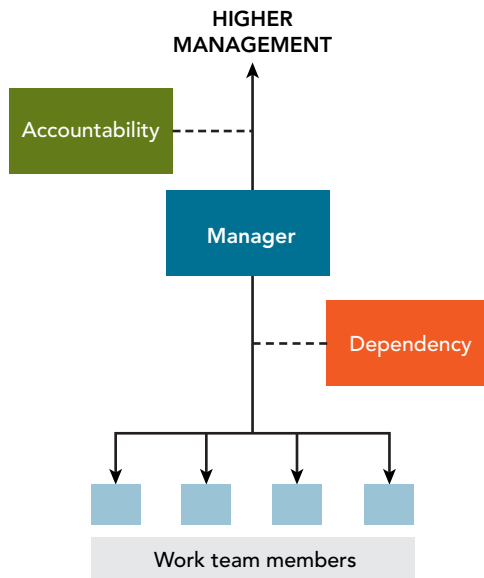 HIGHER
MANAGEMENT
Accountability
Manager
Dependency
Work team members